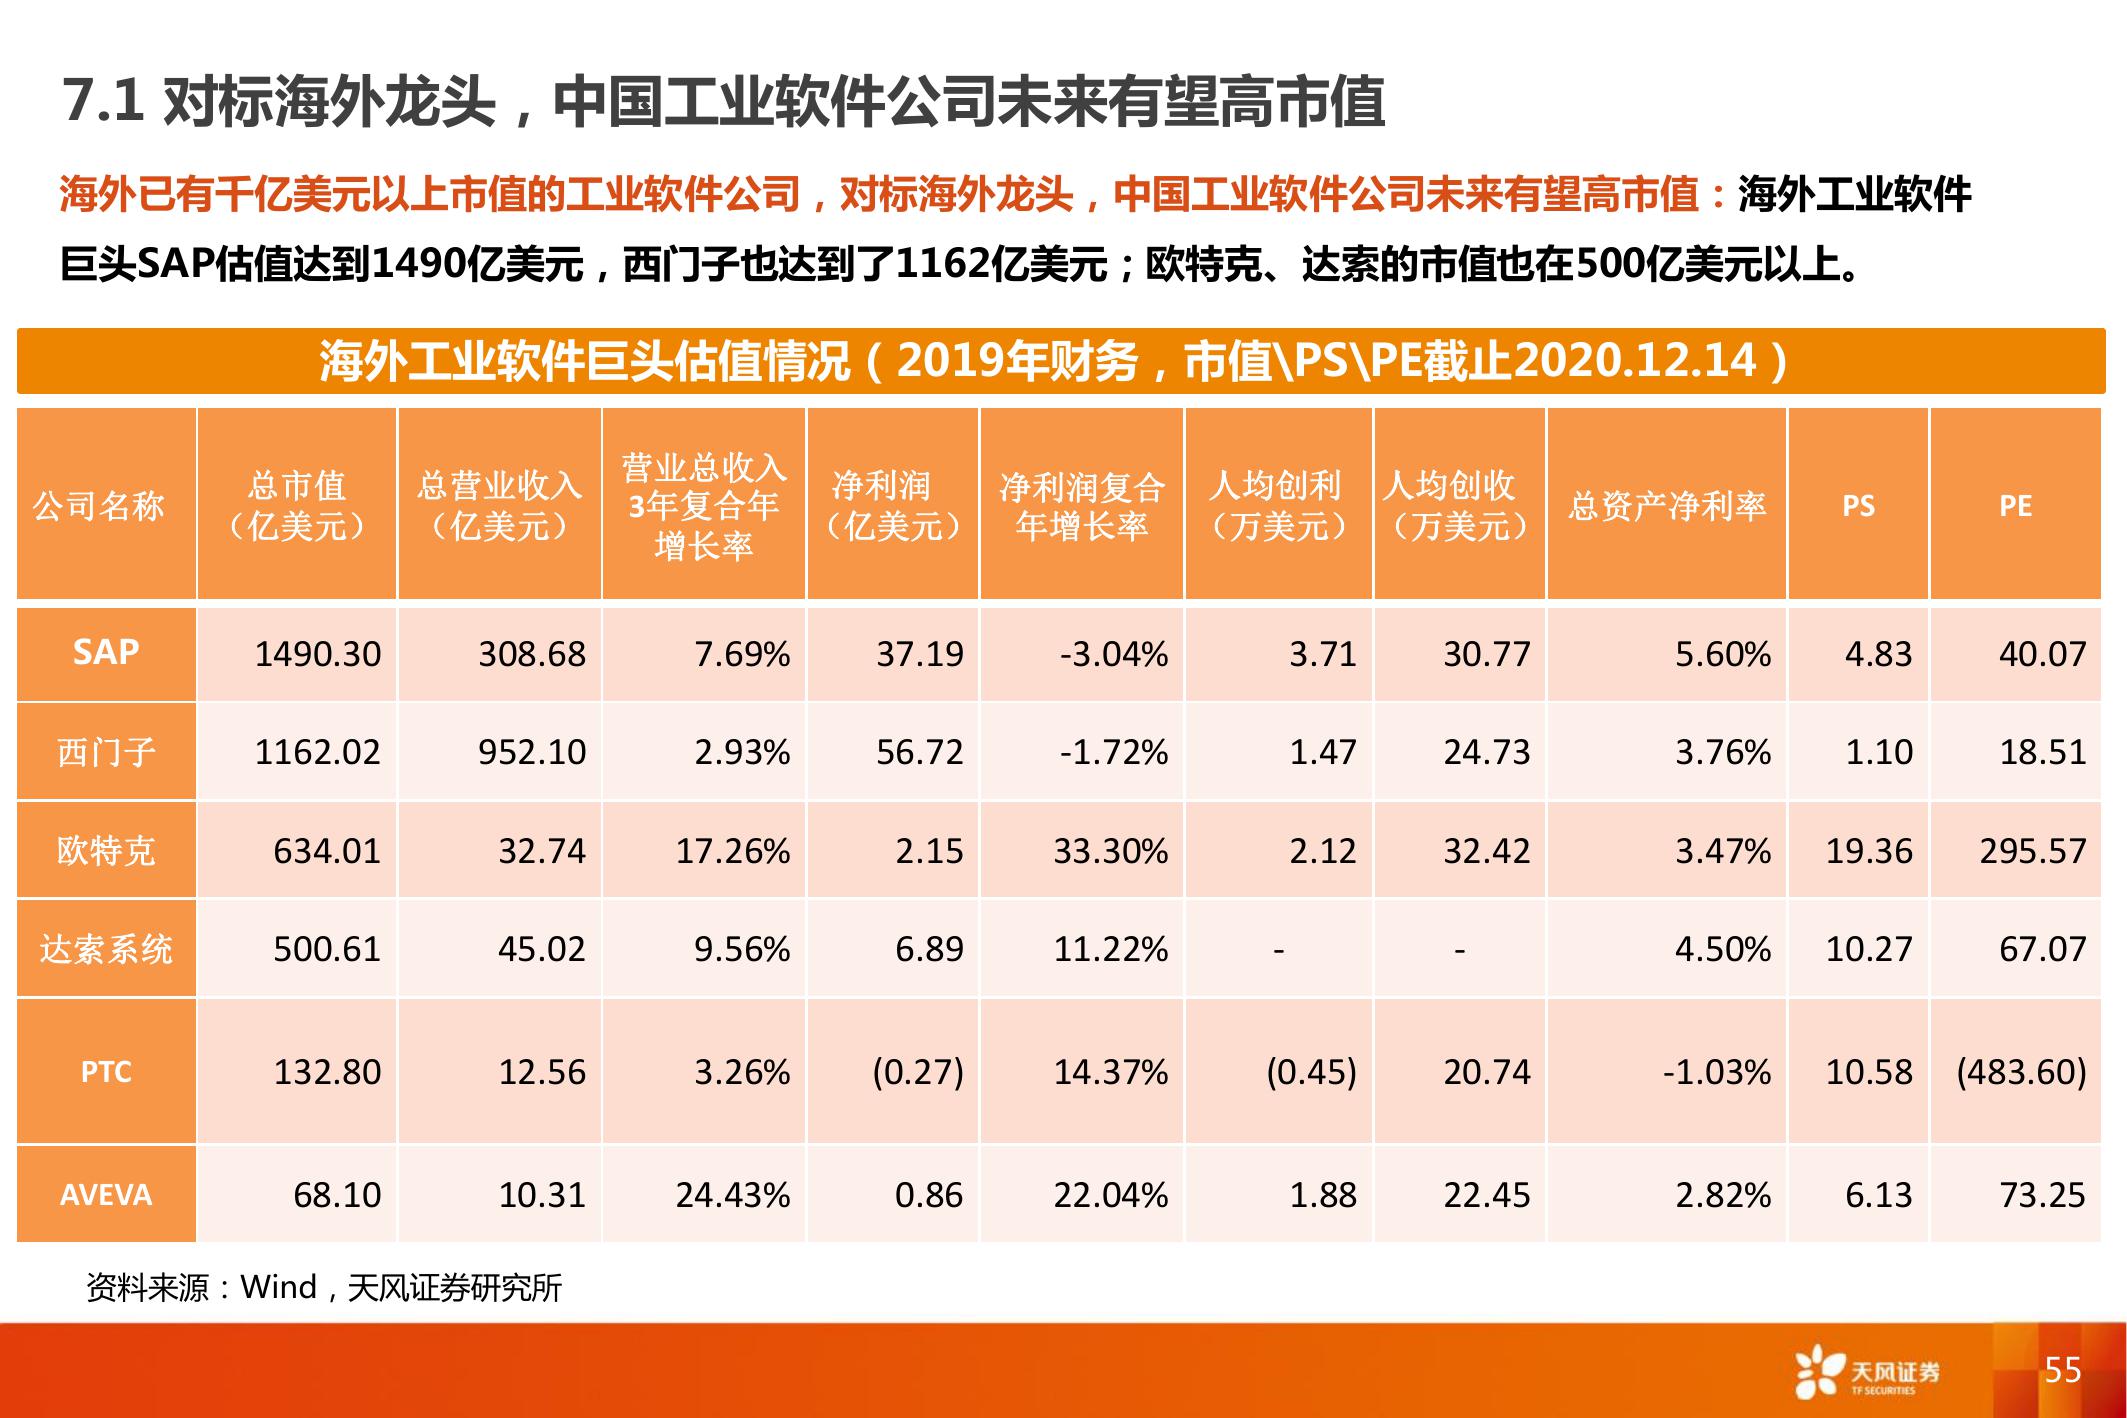 7.1 对标海外龙头，中国工业软件公司未来有望高市值
海外已有千亿美元以上市值的工业软件公司，对标海外龙头，中国工业软件公司未来有望高市值：海外工业软件
巨头SAP估值达到1490亿美元，西门子也达到了1162亿美元；欧特克、达索的市值也在500亿美元以上。
海外工业软件巨头估值情况（2019年财务，市值\PS\PE截止2020.12.14）
公司名称 总市值（亿美元） 总营业收入（亿美元） 营业总收入3年复合年增长率 净利润（亿美元） 净利润复合年增长率 人均创利（万美元） 人均创收（万美元） 总资产净利率 PS PE
SAP 1490.30 308.68 7.69% 37.19 -3.04% 3.71 30.77 5.60% 4.83 40.07
西门子 1162.02 952.10 2.93% 56.72 -1.72% 1.47 24.73 3.76% 1.10 18.51
欧特克 634.01 32.74 17.26% 2.15 33.30% 2.12 32.42 3.47% 19.36 295.57
达索系统 500.61 45.02 9.56% 6.89 11.22% - - 4.50% 10.27 67.07
PTC 132.80 12.56 3.26% (0.27) 14.37% (0.45) 20.74 -1.03% 10.58 (483.60)
AVEVA 68.10 10.31 24.43% 0.86 22.04% 1.88 22.45 2.82% 6.13 73.25
资料来源：Wind，天风证券研究所
天风证券
TF SECURITIES
55